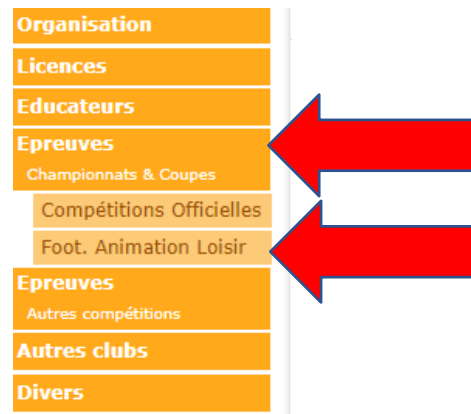 Organisation
Licences
Educateurs
Epreuves
Championnats & Coupes
Compétitions Officielles
Foot. Animation Loisir
Epreuves
Autres compétitions
Autres clubs
Divers